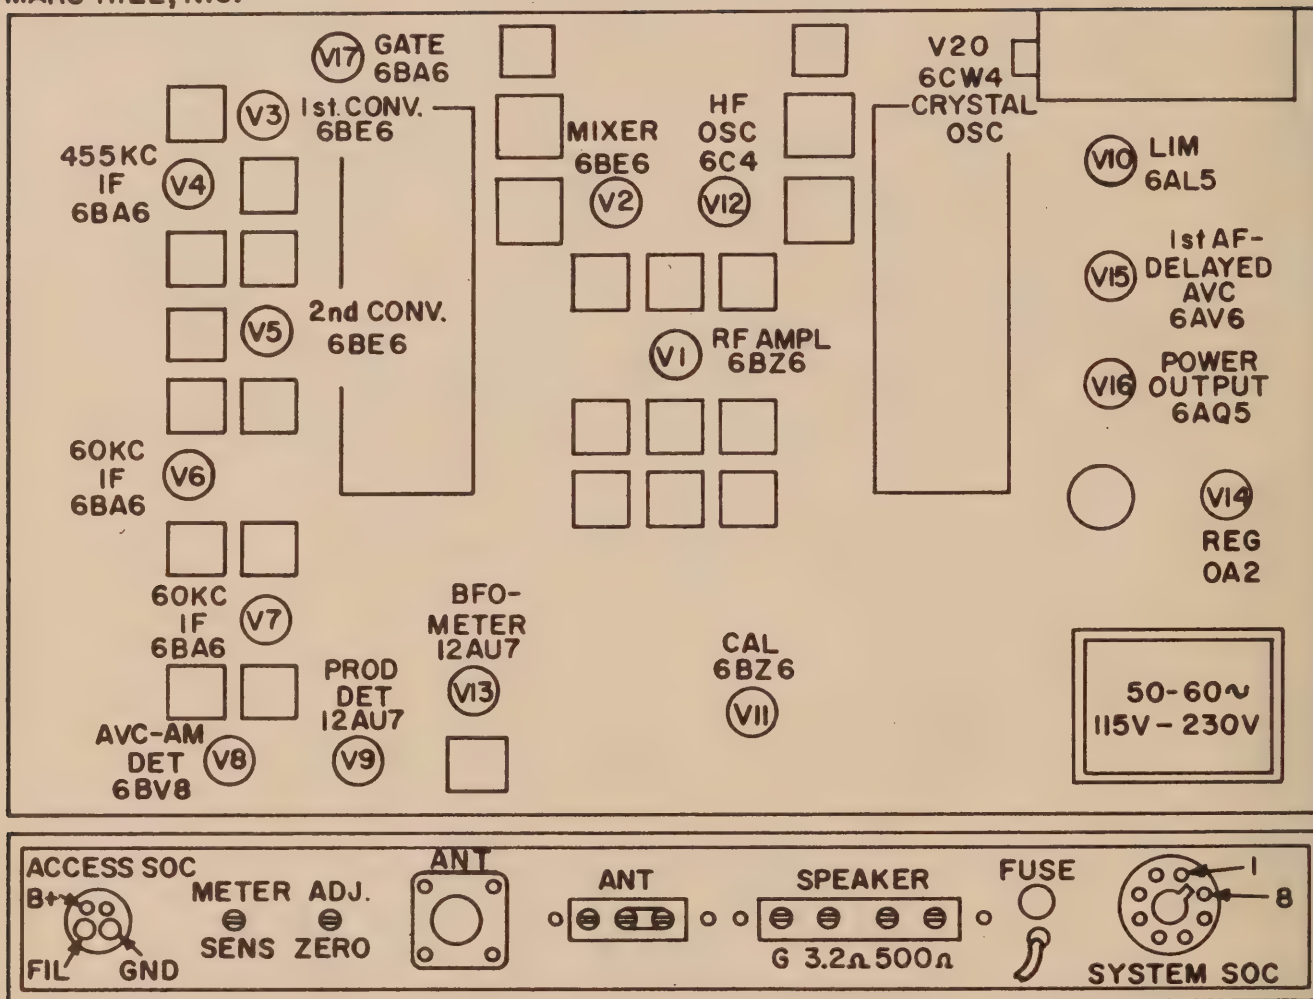 MARS HILL, N.C.
V17 GATE
6BA6
V3 1st. CONV.
6BE6
455KC
IF
6BA6
V4
MIXER
6BE6
V2
HF
OSC
6C4
V12
V20
6CW4
CRYSTAL
OSC
V10 LIM
6AL5
V15 1st AF-
DELAYED
AVC
6AV6
V5 2nd CONV.
6BE6
V1 RF AMPL
6BZ6
V16 POWER
OUTPUT
6AQ5
60KC
IF
6BA6
V6
V14
REG
OA2
60KC
IF
6BA6
V7
BFO-
METER
12AU7
V13
CAL
6BZ6
V11
PROD
DET
12AU7
V9
AVC-AM
DET
6BV8
V8
50-60~
115V-230V
ACCESS SOC
B+
FIL GND
METER ADJ.
SENS ZERO
ANT
ANT
SPEAKER
G 3.2Ω 500Ω
FUSE
1
8
SYSTEM SOC